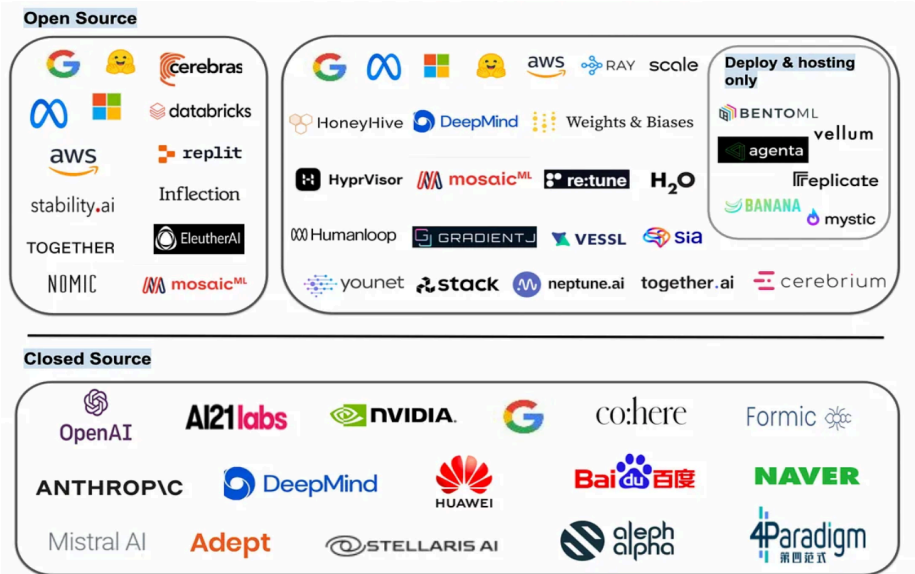 Open Source
Google
cerebras
databricks
aws
replit
stability.ai
Inflection
TOGETHER
EleutherAI
NOMIC
mosaicML
aws
RAY
scale
HoneyHive
DeepMind
Weights & Biases
HyprVisor
mosaicML
re:tune
H2O
Humanloop
GRADIENTJ
VESSL
sia
younet
stack
neptune.ai
together.ai
cerebrium
Deploy & hosting
only
BENTOML
vellum
agenta
replicate
BANANA
mystic
Closed Source
OpenAI
AI21labs
NVIDIA.
co:here
Formic
ANTHROP\C
DeepMind
HUAWEI
Bai du 百度
NAVER
Mistral AI
Adept
STELLARIS AI
aleph
alpha
4Paradigm
第四范式